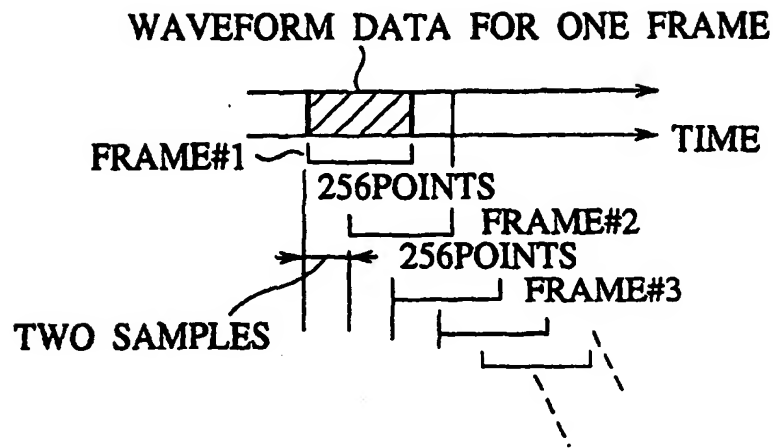 WAVEFORM DATA FOR ONE FRAME
TIME
FRAME#1
256POINTS
FRAME#2
256POINTS
FRAME#3
TWO SAMPLES